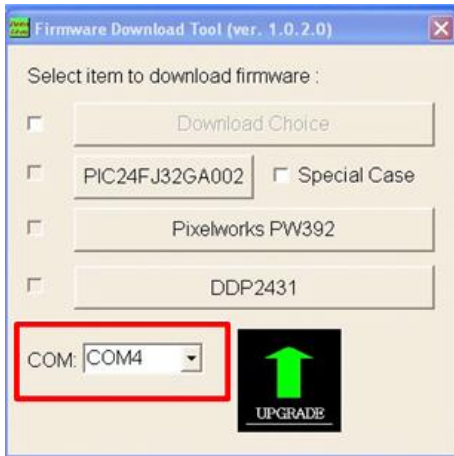 Firmware Download Tool (ver. 1.0.2.0)
Select item to download firmware :
Download Choice
PIC24FJ32GA002 Special Case
Pixelworks PW392
DDP2431
COM: COM4
UPGRADE